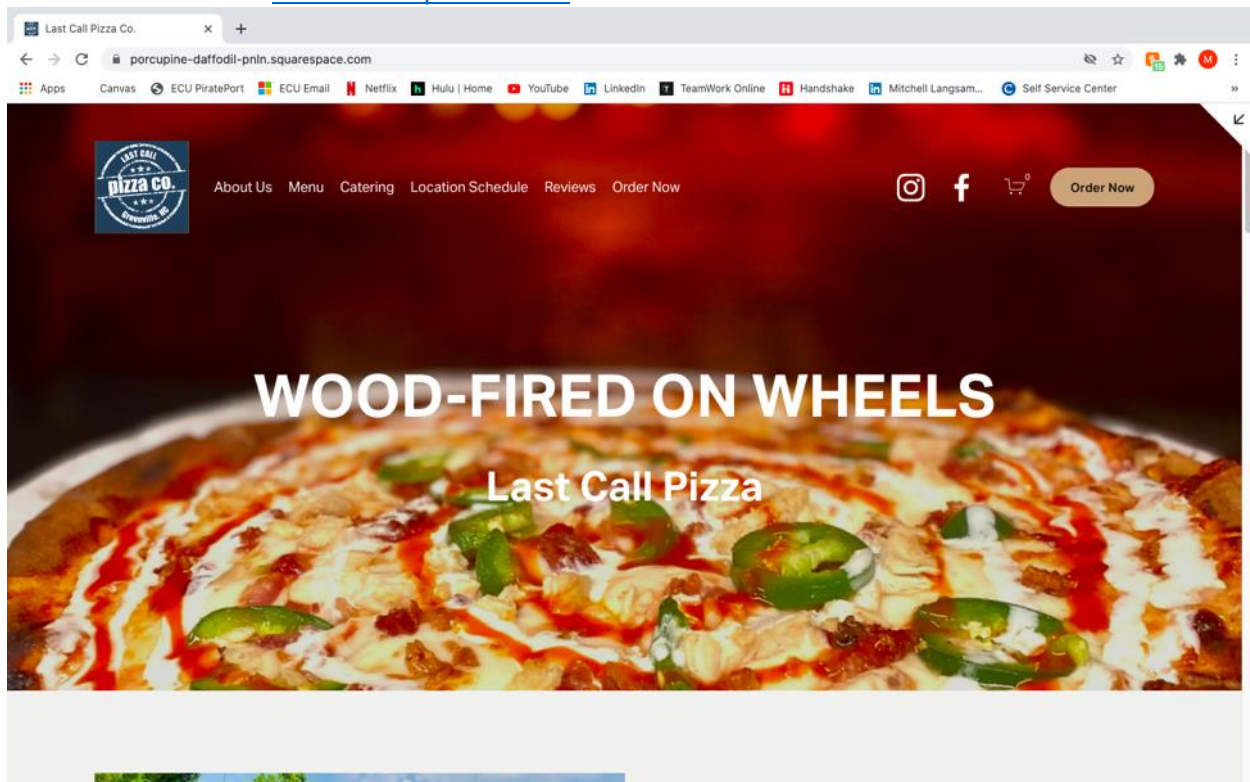 Last Call Pizza Co.
porcupine-daffodil-pnln.squarespace.com
15
M
Apps Canvas ECU PiratePort ECU Email Netflix Hulu | Home YouTube LinkedIn TeamWork Online Handshake Mitchell Langsam... Self Service Center »
LAST CALL
pizza co.
Greenville, NC
About Us Menu Catering Location Schedule Reviews Order Now
0
Order Now
WOOD-FIRED ON WHEELS
Last Call Pizza